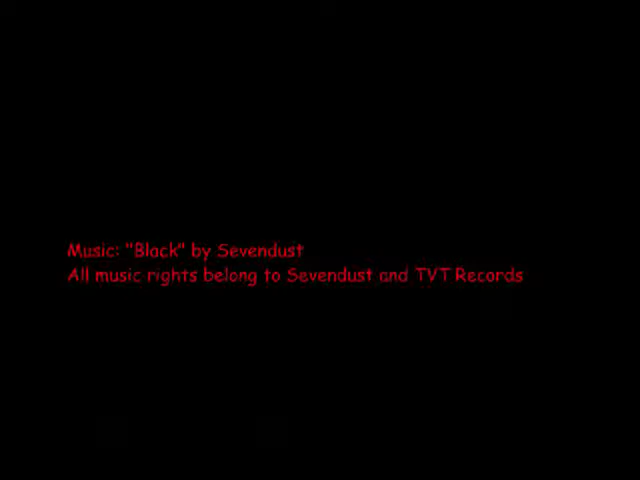 Music: "Black" by Sevendust
All music rights belong to Sevendust and TVT Records